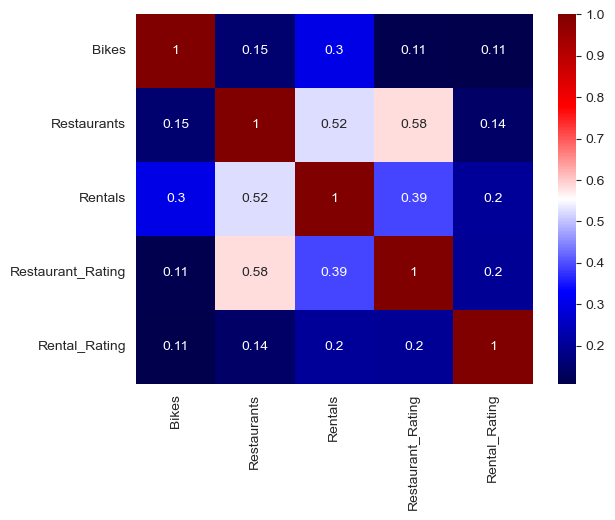 Bikes 1 0.15 0.3 0.11 0.11
Restaurants 0.15 1 0.52 0.58 0.14
Rentals 0.3 0.52 1 0.39 0.2
Restaurant_Rating 0.11 0.58 0.39 1 0.2
Rental_Rating 0.11 0.14 0.2 0.2 1
Bikes
Restaurants
Rentals
Restaurant_Rating
Rental_Rating
1.0
0.9
0.8
0.7
0.6
0.5
0.4
0.3
0.2